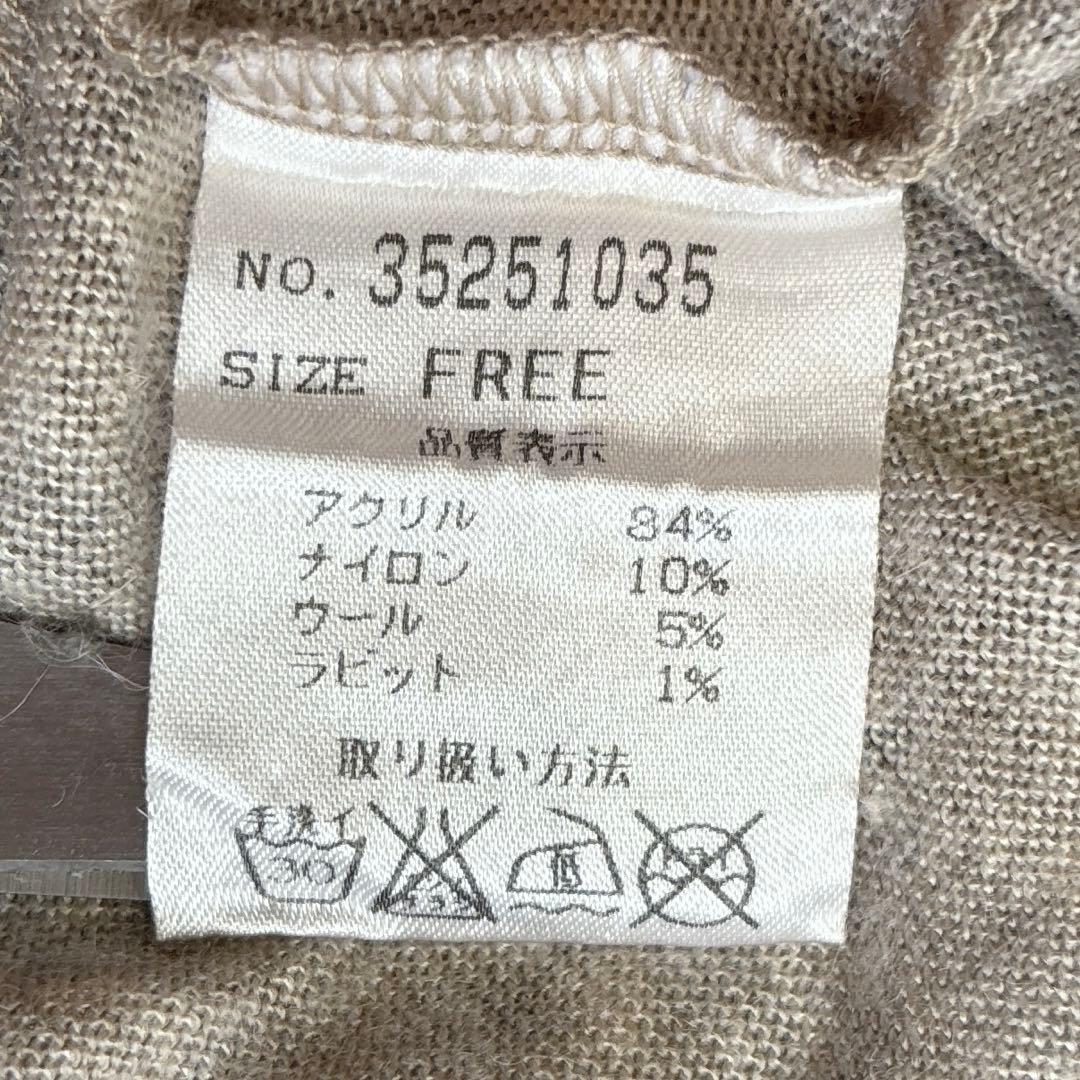 NO. 35251035
SIZE FREE
品質表示
アクリル 84%
ナイロン 10%
ウール 5%
ラビット 1%
取り扱い方法
手洗イ
30 低